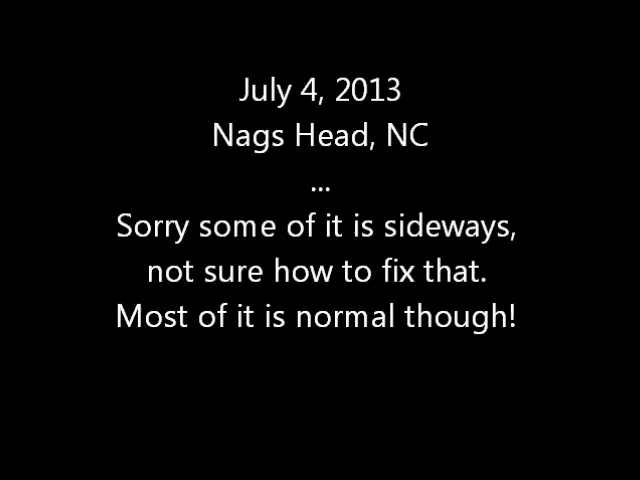 July 4, 2013
Nags Head, NC
...
Sorry some of it is sideways,
not sure how to fix that.
Most of it is normal though!